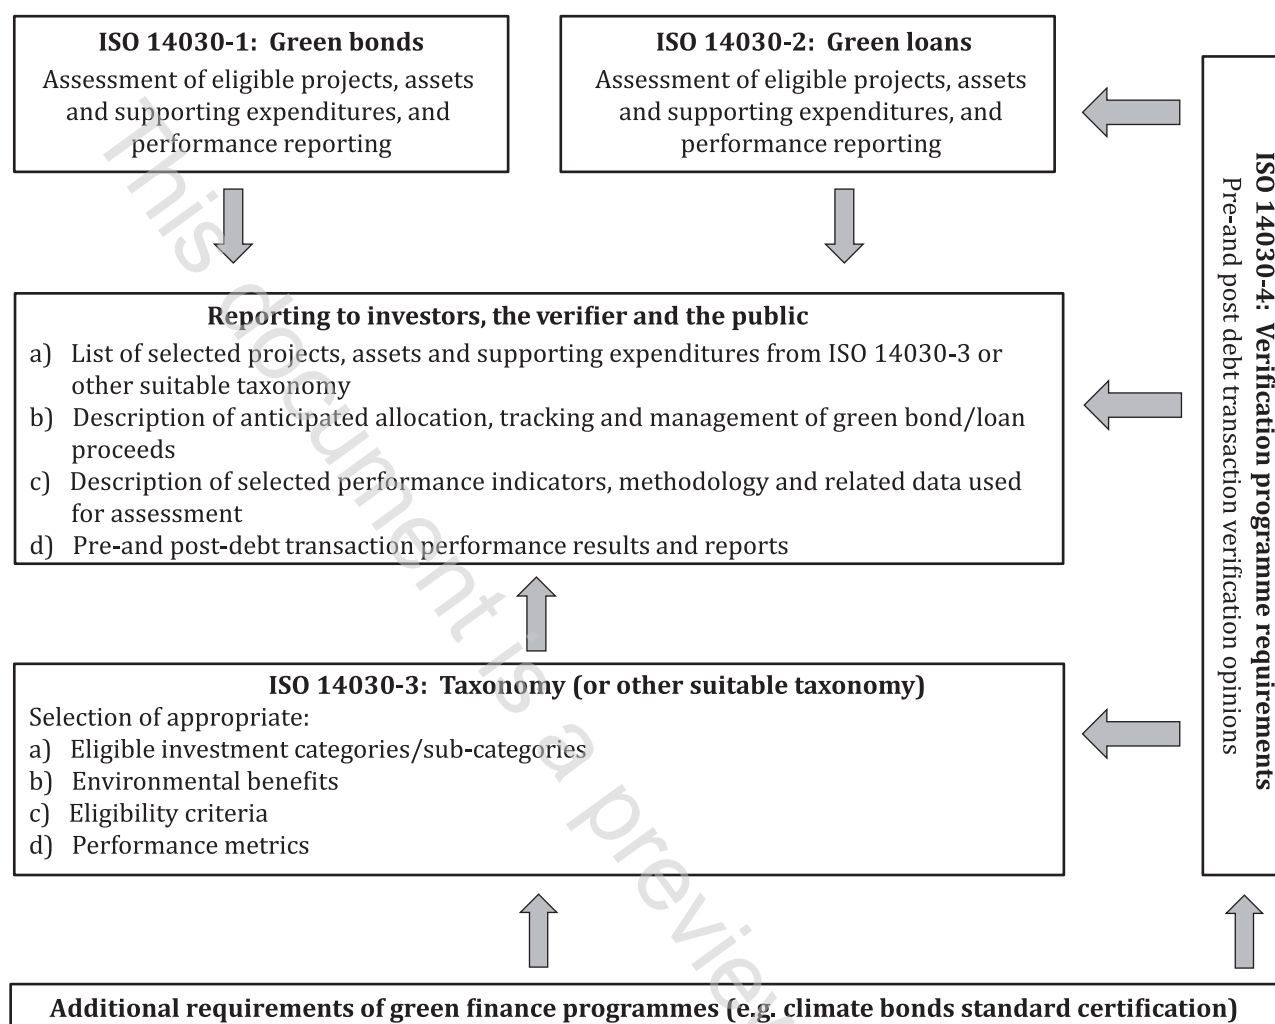 ISO 14030-1: Green bonds
Assessment of eligible projects, assets
and supporting expenditures, and
performance reporting
ISO 14030-2: Green loans
Assessment of eligible projects, assets
and supporting expenditures, and
performance reporting
Reporting to investors, the verifier and the public
a) List of selected projects, assets and supporting expenditures from ISO 14030-3 or
other suitable taxonomy
b) Description of anticipated allocation, tracking and management of green bond/loan
proceeds
c) Description of selected performance indicators, methodology and related data used
for assessment
d) Pre-and post-debt transaction performance results and reports
ISO 14030-3: Taxonomy (or other suitable taxonomy)
Selection of appropriate:
a) Eligible investment categories/sub-categories
b) Environmental benefits
c) Eligibility criteria
d) Performance metrics
ISO 14030-4: Verification programme requirements
Pre-and post debt transaction verification opinions
Additional requirements of green finance programmes (e.g. climate bonds standard certification)
This document is a preview